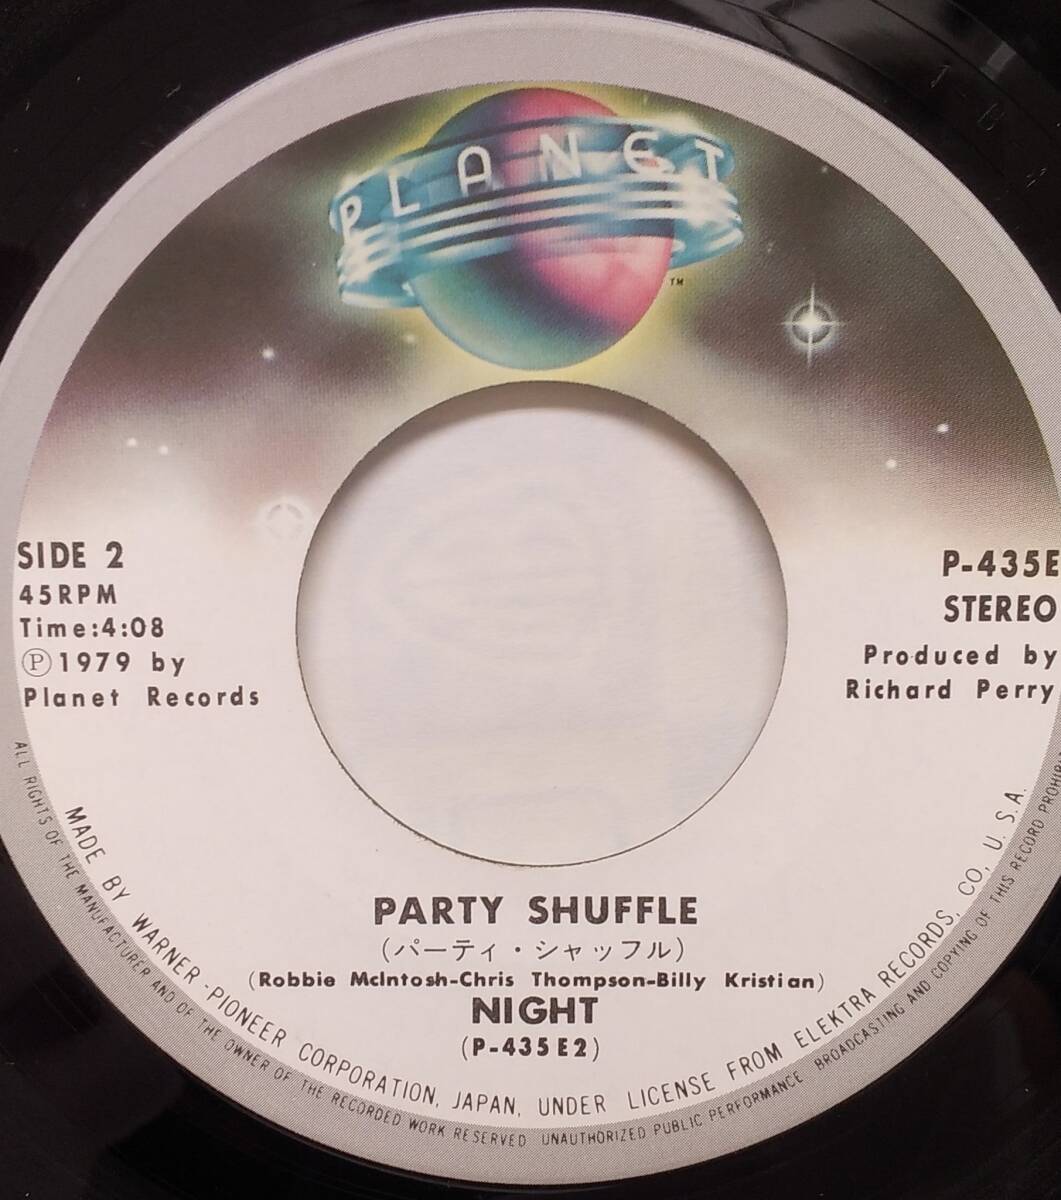 PLANET
TM
SIDE 2
45RPM
Time:4:08
Ⓟ1979 by
Planet Records
P-435E
STEREO
Produced by
Richard Perry
PARTY SHUFFLE
(パーティ・シャッフル)
(Robbie McIntosh-Chris Thompson-Billy Kristian)
NIGHT
(P-435E2)
MADE BY WARNER-PIONEER CORPORATION, JAPAN, UNDER LICENSE FROM ELEKTRA RECORDS, CO, U. S. A.
ALL RIGHTS OF THE MANUFACTURER AND OF THE OWNER OF THE RECORDED WORK RESERVED UNAUTHORIZED PUBLIC PERFORMANCE BROADCASTING AND COPYING OF THIS RECORD PROHIBIT